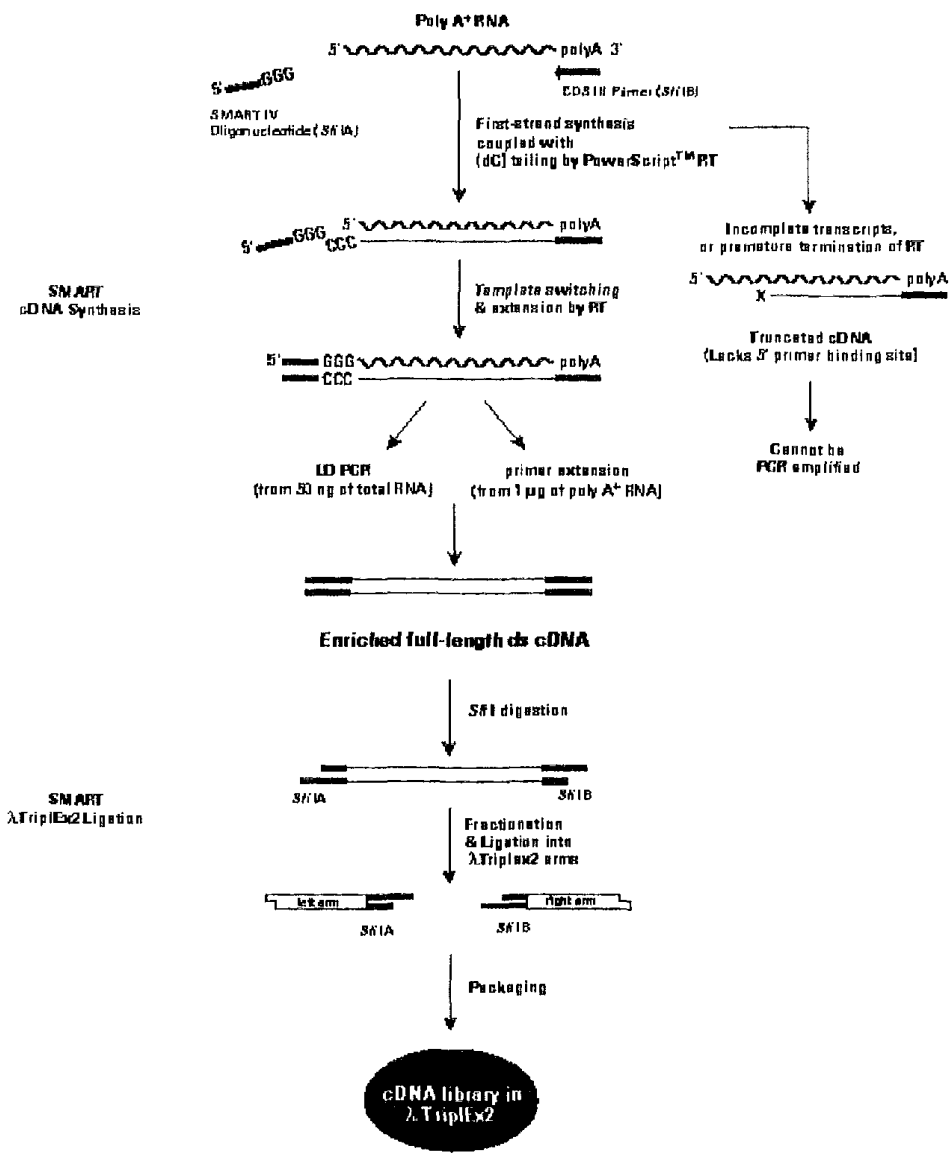 Poly A+ RNA
5' polyA 3'
5' GGG
CDS III Primer (SfiIB)
SMART IV
Oligonucleotide (SfiIA)
First-strand synthesis
coupled with
(dC) tailing by PowerScript™ RT
5' polyA
5' GGG
CCC
Incomplete transcripts,
or premature termination of RT
5' polyA
X
SMART
cDNA Synthesis
Template switching
& extension by RT
Truncated cDNA
(Lacks 5' primer binding site)
5' GGG polyA
CCC
Cannot be
PCR amplified
LD PCR
(from 50 ng of total RNA)
primer extension
(from 1 µg of poly A+ RNA)
Enriched full-length ds cDNA
SfiI digestion
SfiIA
SfiIB
SMART
λTriplEx2 Ligation
Fractionation
& Ligation into
λTriplex2 arms
left arm
right arm
SfiIA
SfiIB
Packaging
cDNA library in
λTriplEx2